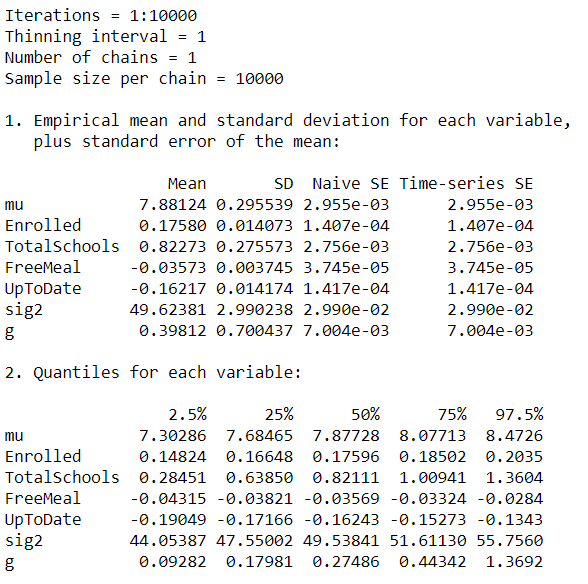 Iterations = 1:10000
Thinning interval = 1
Number of chains = 1
Sample size per chain = 10000

1. Empirical mean and standard deviation for each variable,
   plus standard error of the mean:

                 Mean       SD  Naive SE Time-series SE
mu            7.88124 0.295539 2.955e-03      2.955e-03
Enrolled      0.17580 0.014073 1.407e-04      1.407e-04
TotalSchools  0.82273 0.275573 2.756e-03      2.756e-03
FreeMeal     -0.03573 0.003745 3.745e-05      3.745e-05
UpToDate     -0.16217 0.014174 1.417e-04      1.417e-04
sig2         49.62381 2.990238 2.990e-02      2.990e-02
g             0.39812 0.700437 7.004e-03      7.004e-03

2. Quantiles for each variable:

                 2.5%      25%      50%      75%   97.5%
mu            7.30286  7.68465  7.87728  8.07713  8.4726
Enrolled      0.14824  0.16648  0.17596  0.18502  0.2035
TotalSchools  0.28451  0.63850  0.82111  1.00941  1.3604
FreeMeal     -0.04315 -0.03821 -0.03569 -0.03324 -0.0284
UpToDate     -0.19049 -0.17166 -0.16243 -0.15273 -0.1343
sig2         44.05387 47.55002 49.53841 51.61130 55.7560
g             0.09282  0.17981  0.27486  0.44342  1.3692